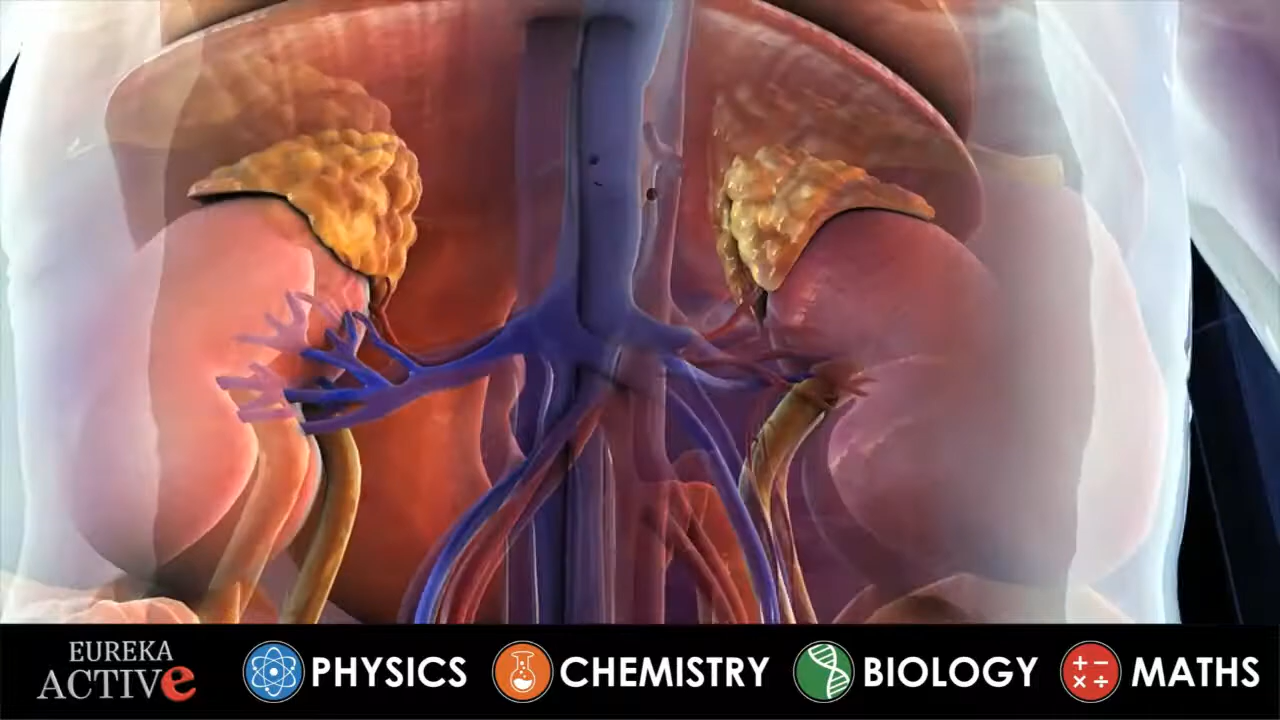 EUREKA
ACTIVe
PHYSICS
CHEMISTRY
BIOLOGY
MATHS